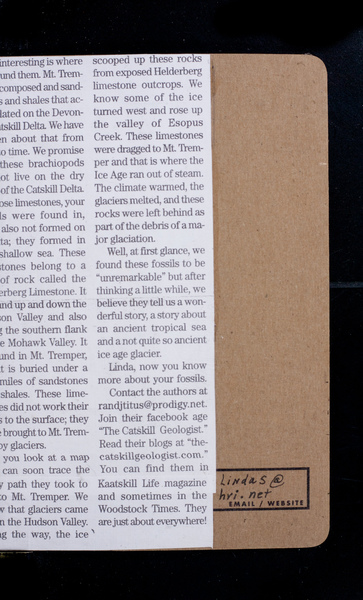 interesting is where
und them. Mt. Trem-
composed and sand-
s and shales that ac-
lated on the Devon-
tskill Delta. We have
en about that from
o time. We promise
these brachiopods
ot live on the dry
of the Catskill Delta.
ose limestones, your
ls were found in,
also not formed on
ta; they formed in
shallow sea. These
stones belong to a
of rock called the
erberg Limestone. It
und up and down the
son Valley and also
g the southern flank
e Mohawk Valley. It
und in Mt. Tremper,
t is buried under a
miles of sandstones
shales. These lime-
es did not work their
s to the surface; they
e brought to Mt. Trem-
by glaciers.
you look at a map
can soon trace the
y path they took to
to Mt. Tremper. We
w that glaciers came
n the Hudson Valley.
ng the way, the ice
scooped up these rocks
from exposed Helderberg
limestone outcrops. We
know some of the ice
turned west and rose up
the valley of Esopus
Creek. These limestones
were dragged to Mt. Trem-
per and that is where the
Ice Age ran out of steam.
The climate warmed, the
glaciers melted, and these
rocks were left behind as
part of the debris of a ma-
jor glaciation.
Well, at first glance, we
found these fossils to be
"unremarkable" but after
thinking a little while, we
believe they tell us a won-
derful story, a story about
an ancient tropical sea
and a not quite so ancient
ice age glacier.
Linda, now you know
more about your fossils.
Contact the authors at
randjtitus@prodigy.net.
Join their facebook age
"The Catskill Geologist."
Read their blogs at "the-
catskillgeologist.com."
You can find them in
Kaatskill Life magazine
and sometimes in the
Woodstock Times. They
are just about everywhere!
LindaS@
hri.net
EMAIL / WEBSITE